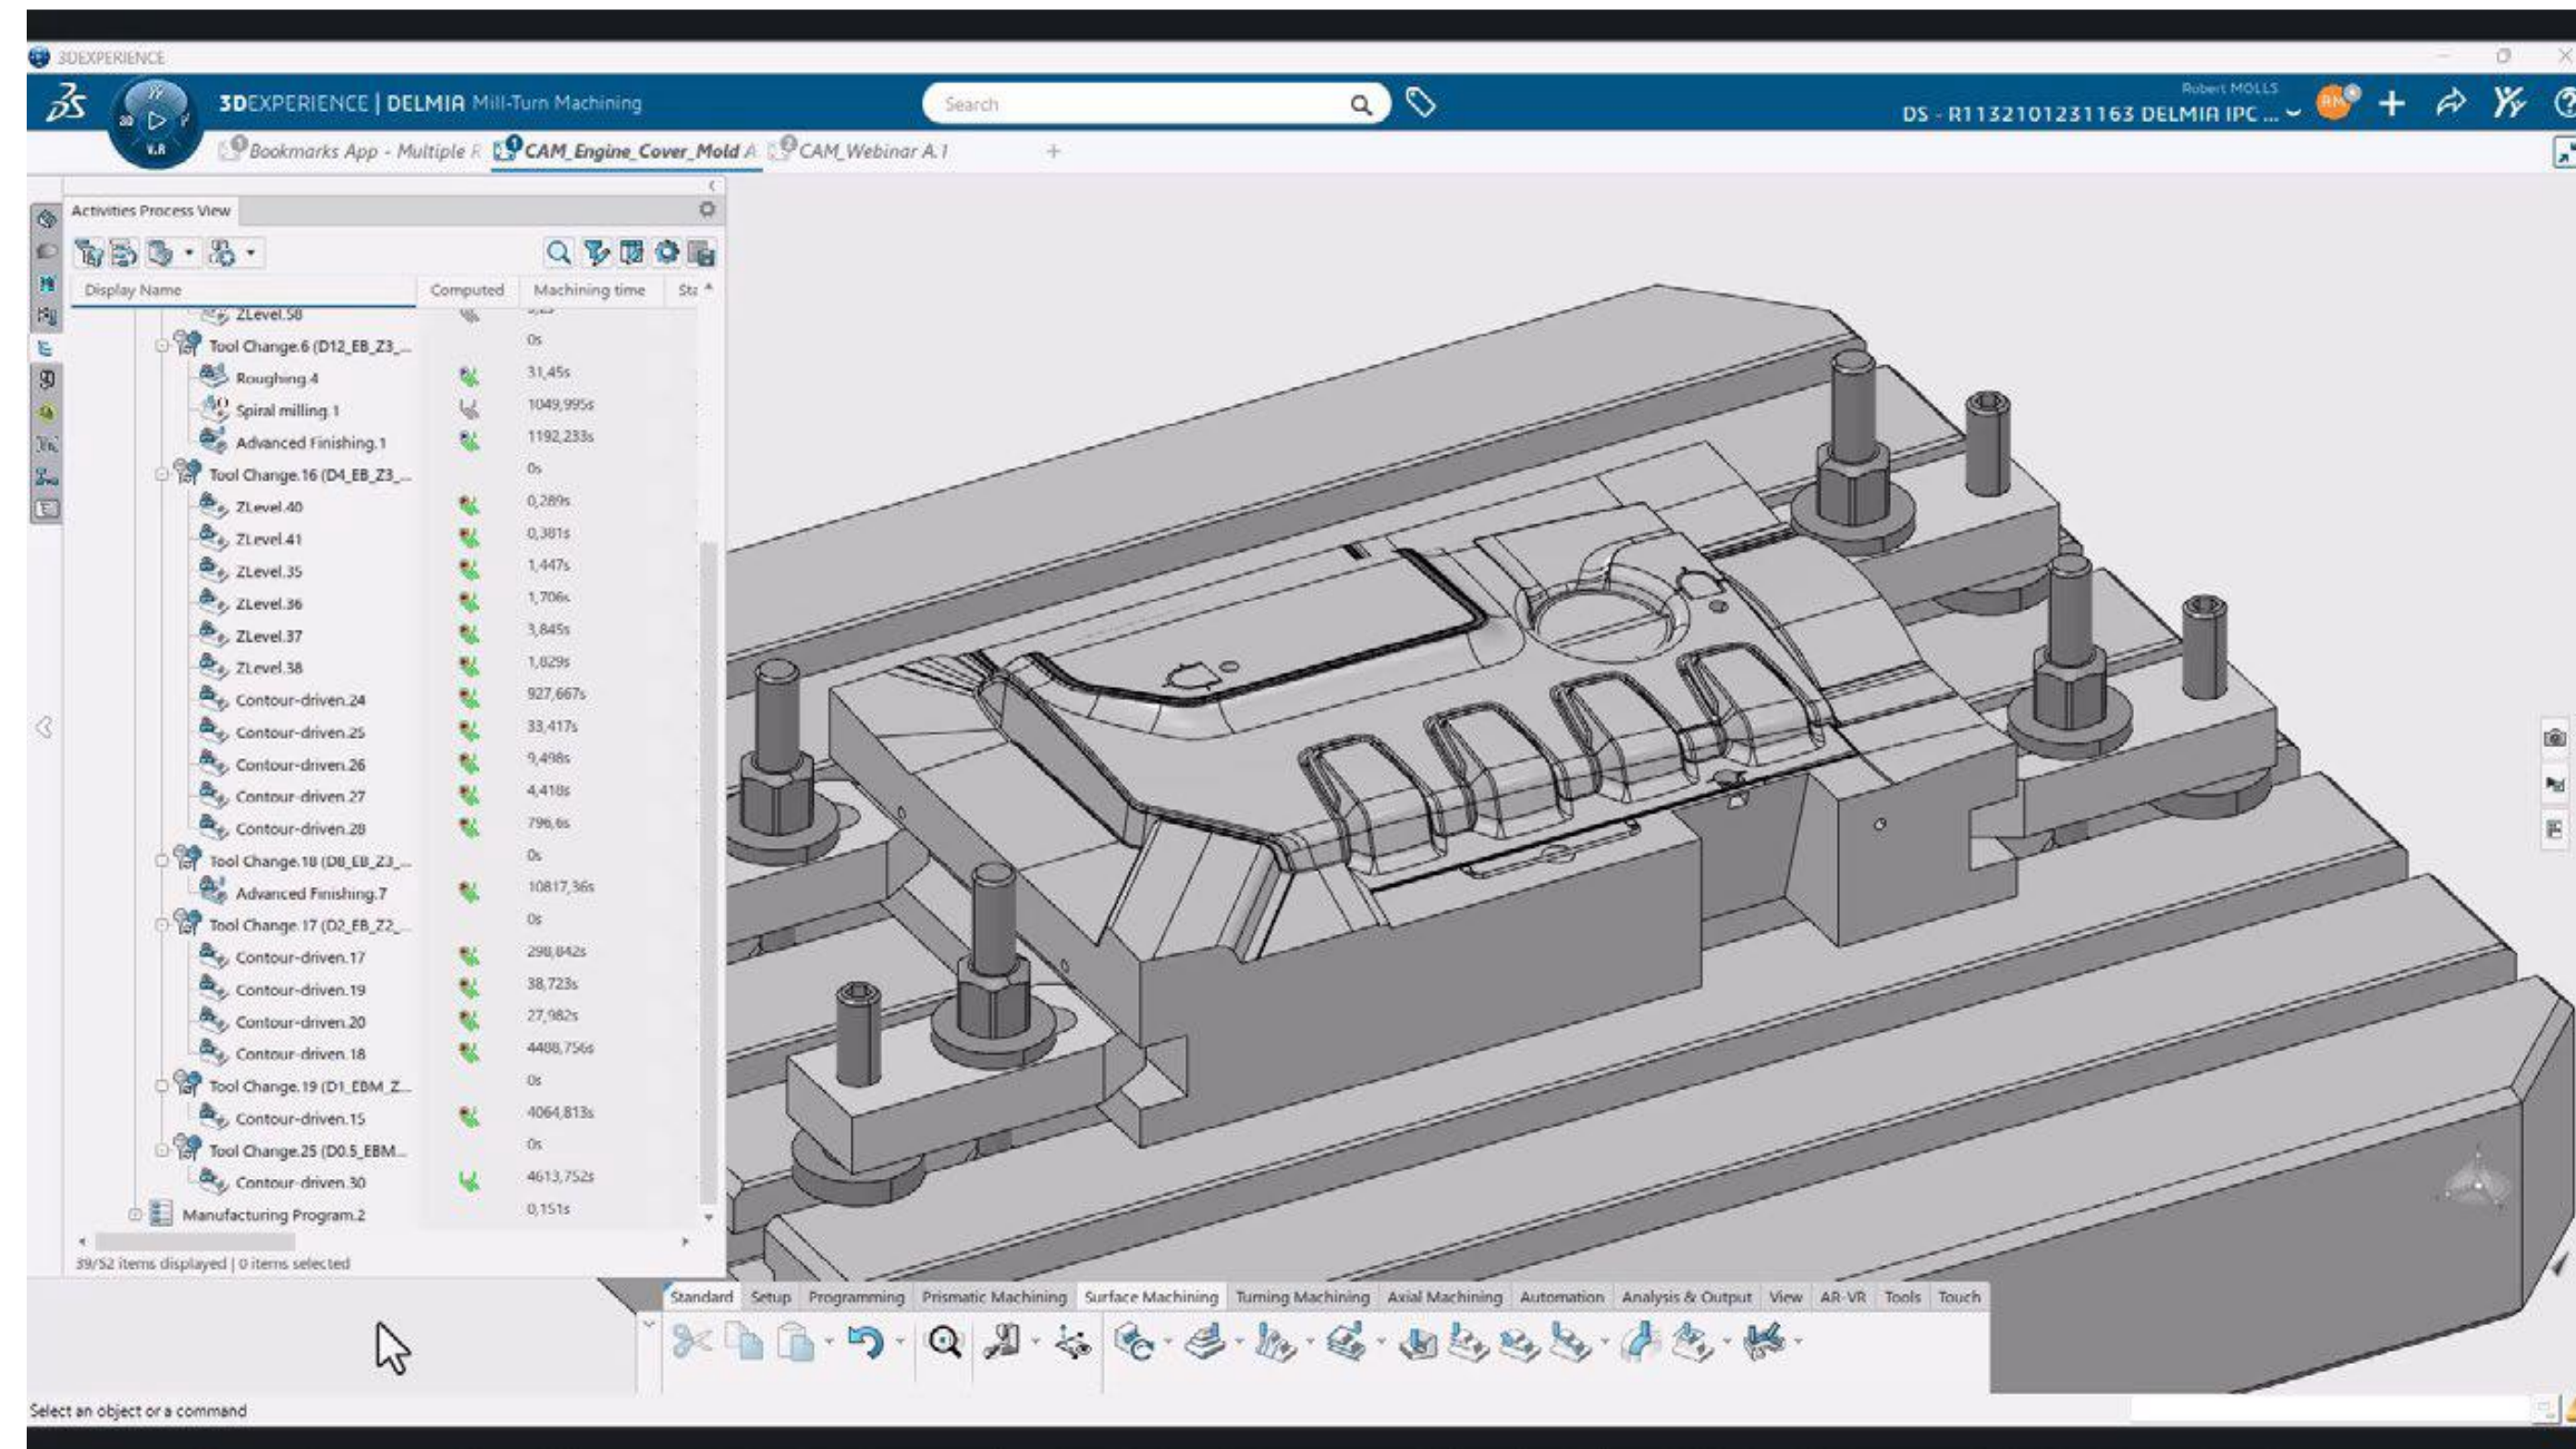 3DEXPERIENCE
3DEXPERIENCE | DELMIA Mill-Turn Machining
Search
Robert MOLLS
DS - R1132101231163 DELMIA IPC ...
RM
3D
V.R
Bookmarks App - Multiple R
CAM_Engine_Cover_Mold A
CAM_Webinar A.1
Activities Process View
Display Name Computed Machining time Sta
ZLevel.58
Tool Change.6 (D12_EB_Z3_... 0s
Roughing.4 31,45s
Spiral milling.1 1049,995s
Advanced Finishing.1 1192,233s
Tool Change.16 (D4_EB_Z3_... 0s
ZLevel.40 0,289s
ZLevel.41 0,381s
ZLevel.35 1,447s
ZLevel.36 1,706s
ZLevel.37 3,845s
ZLevel.38 1,829s
Contour-driven.24 927,667s
Contour-driven.25 33,417s
Contour-driven.26 9,498s
Contour-driven.27 4,418s
Contour-driven.28 796,6s
Tool Change.18 (D8_EB_Z3_... 0s
Advanced Finishing.7 10817,36s
Tool Change.17 (D2_EB_Z2_... 0s
Contour-driven.17 298,842s
Contour-driven.19 38,723s
Contour-driven.20 27,982s
Contour-driven.18 4488,756s
Tool Change.19 (D1_EBM_Z... 0s
Contour-driven.15 4064,813s
Tool Change.25 (D0.5_EBM... 0s
Contour-driven.30 4613,752s
Manufacturing Program.2 0,151s
39/52 items displayed | 0 items selected
Standard Setup Programming Prismatic Machining Surface Machining Turning Machining Axial Machining Automation Analysis & Output View AR-VR Tools Touch
Select an object or a command